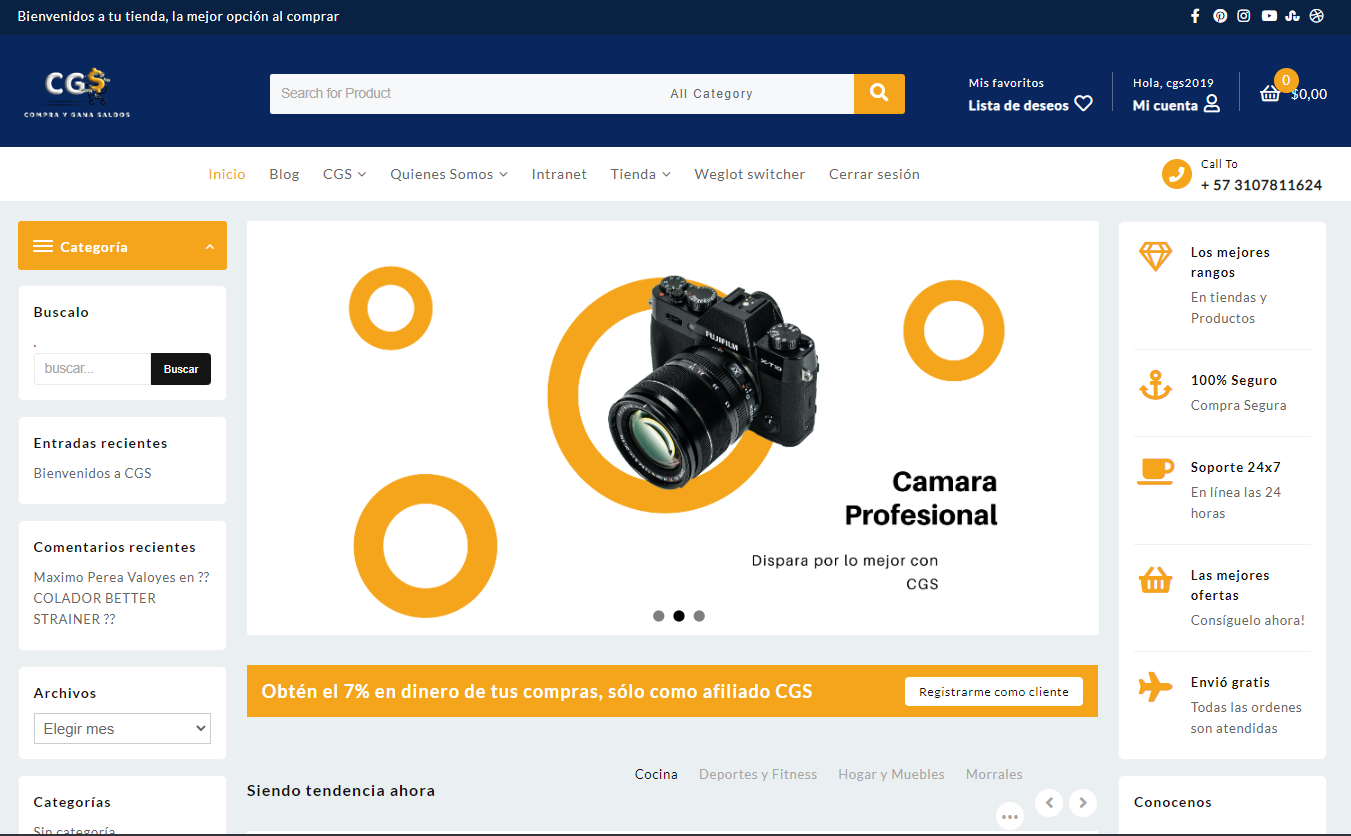 Bienvenidos a tu tienda, la mejor opción al comprar
CGS
COMPRA Y GANA SALDOS
Search for Product
All Category
Mis favoritos
Lista de deseos
Hola, cgs2019
Mi cuenta
0
$0,00
Inicio
Blog
CGS
Quienes Somos
Intranet
Tienda
Weglot switcher
Cerrar sesión
Call To
+ 57 3107811624
Categoría
Buscalo
.
buscar...
Buscar
Entradas recientes
Bienvenidos a CGS
Comentarios recientes
Maximo Perea Valoyes en ??
COLADOR BETTER
STRAINER ??
Archivos
Elegir mes
Categorías
Sin categoría
FUJIFILM
X-T10
Camara
Profesional
Dispara por lo mejor con
CGS
Obtén el 7% en dinero de tus compras, sólo como afiliado CGS
Registrarme como cliente
Siendo tendencia ahora
Cocina
Deportes y Fitness
Hogar y Muebles
Morrales
Los mejores
rangos
En tiendas y
Productos
100% Seguro
Compra Segura
Soporte 24x7
En línea las 24
horas
Las mejores
ofertas
Consíguelo ahora!
Envió gratis
Todas las ordenes
son atendidas
Conocenos